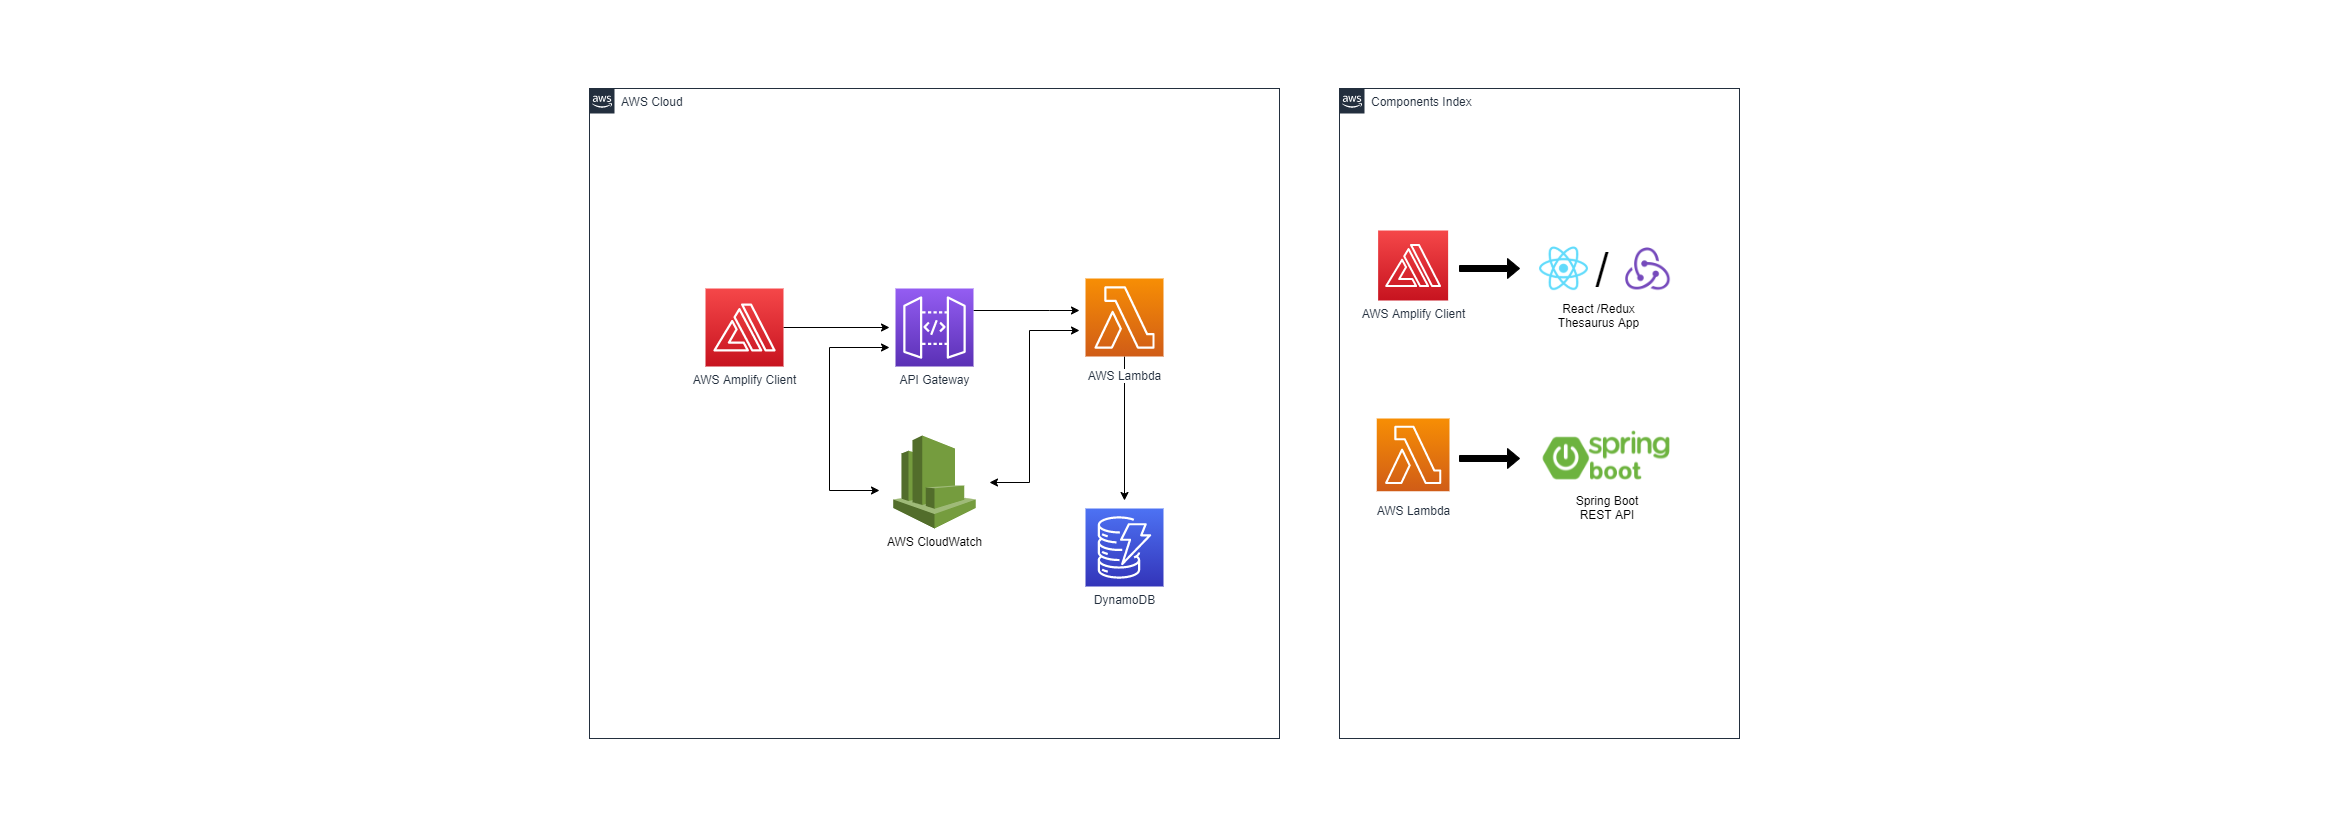 aws
AWS Cloud
AWS Amplify Client
API Gateway
AWS Lambda
AWS CloudWatch
DynamoDB
aws
Components Index
AWS Amplify Client
React /Redux
Thesaurus App
AWS Lambda
spring
boot
Spring Boot
REST API